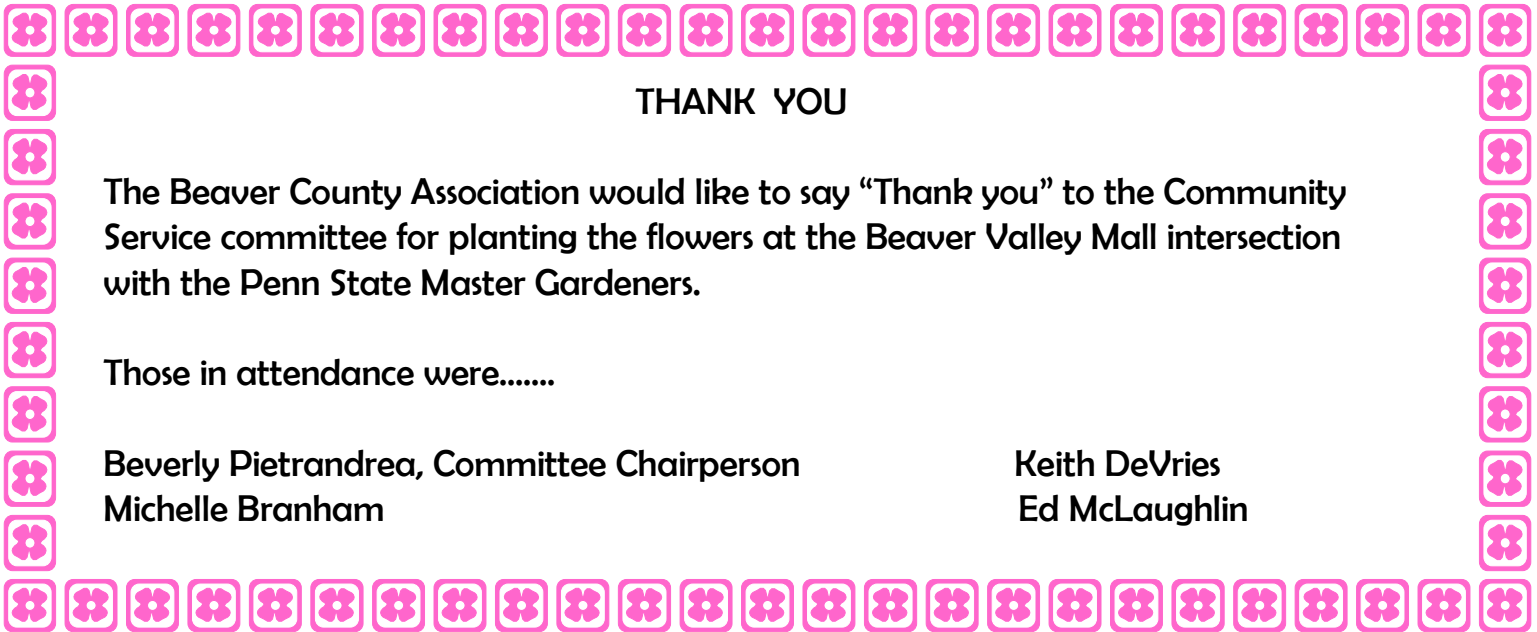 THANK YOU
The Beaver County Association would like to say “Thank you” to the Community
Service committee for planting the flowers at the Beaver Valley Mall intersection
with the Penn State Master Gardeners.
Those in attendance were.......
Beverly Pietrandrea, Committee Chairperson Keith DeVries
Michelle Branham Ed McLaughlin